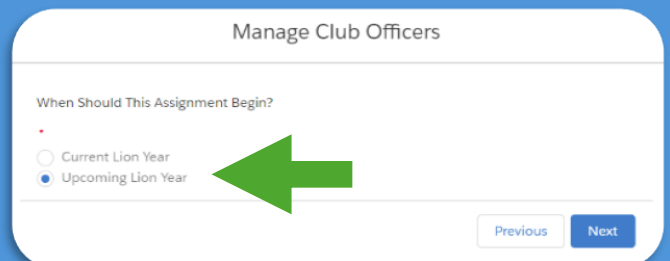 Manage Club Officers
When Should This Assignment Begin?
*
Current Lion Year
Upcoming Lion Year
Previous Next